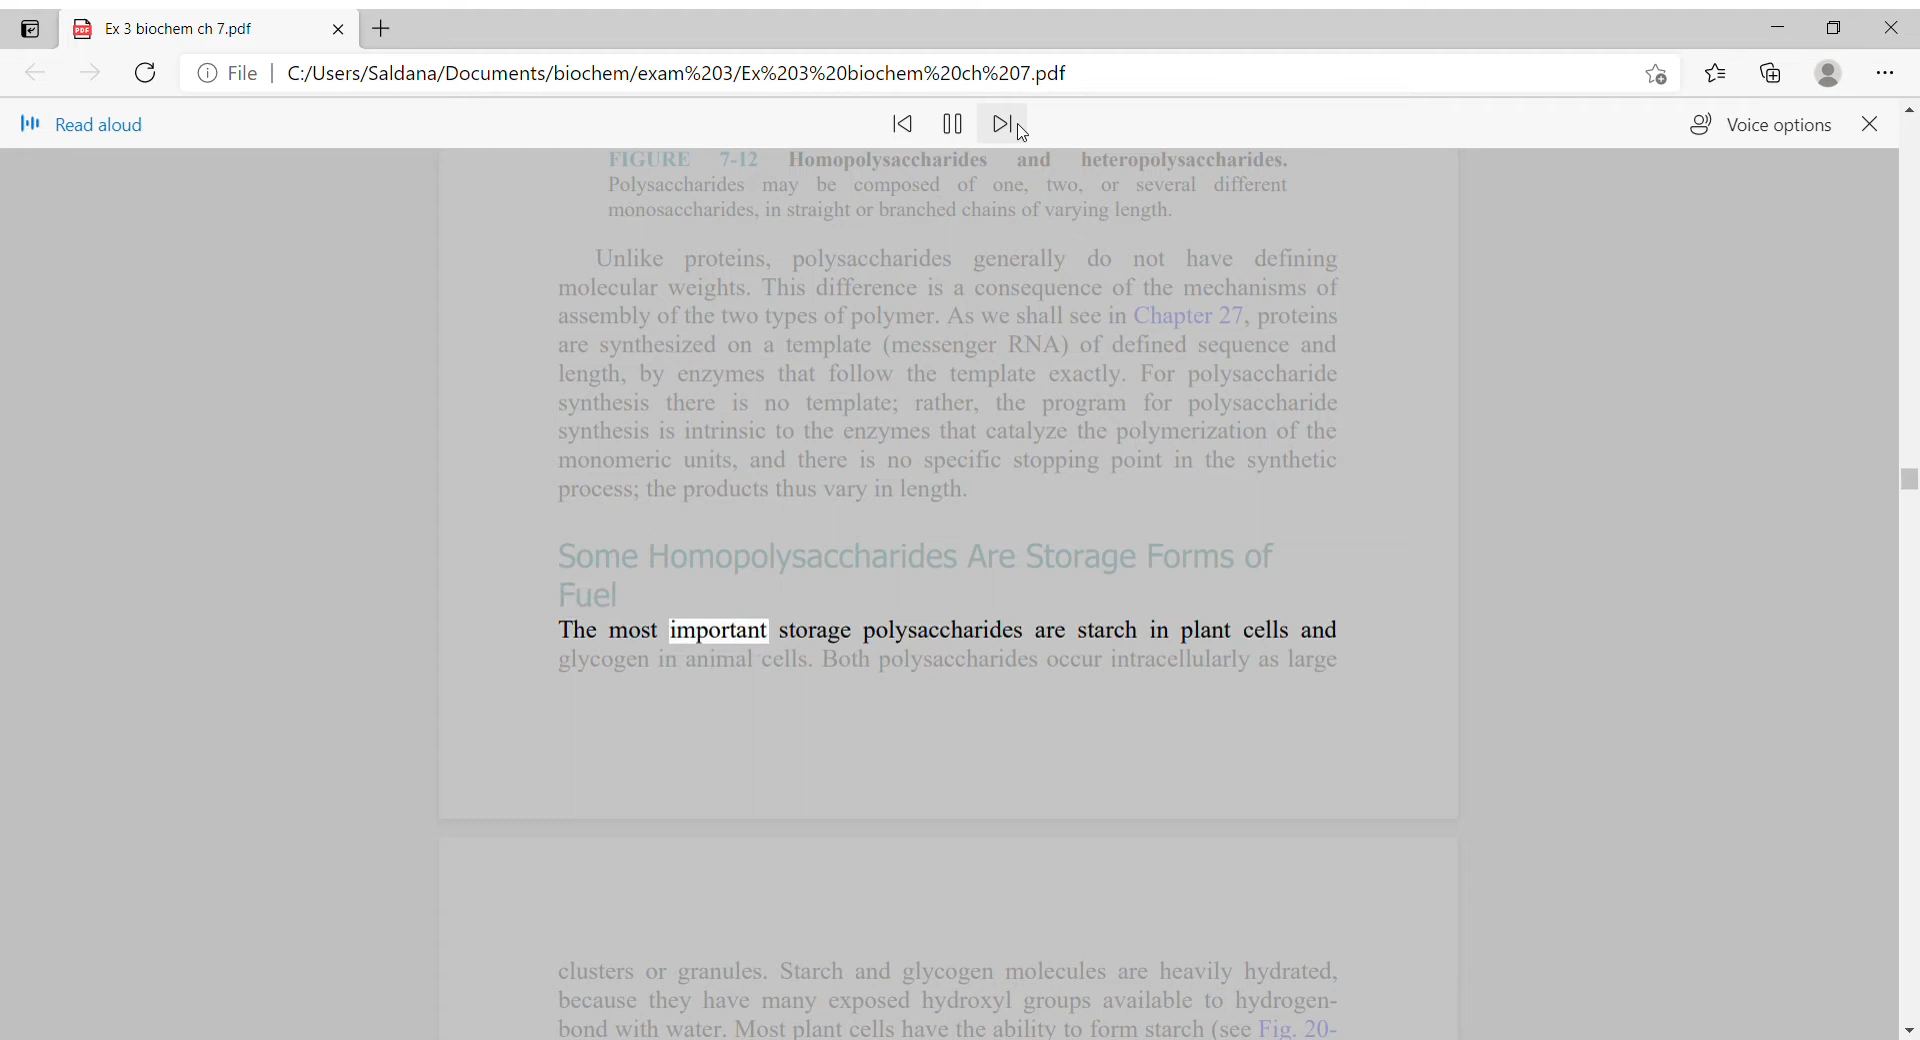 Ex 3 biochem ch 7.pdf
File | C:/Users/Saldana/Documents/biochem/exam%203/Ex%203%20biochem%20ch%207.pdf
Read aloud
Voice options
FIGURE 7-12 Homopolysaccharides and heteropolysaccharides.
Polysaccharides may be composed of one, two, or several different
monosaccharides, in straight or branched chains of varying length.
Unlike proteins, polysaccharides generally do not have defining
molecular weights. This difference is a consequence of the mechanisms of
assembly of the two types of polymer. As we shall see in Chapter 27, proteins
are synthesized on a template (messenger RNA) of defined sequence and
length, by enzymes that follow the template exactly. For polysaccharide
synthesis there is no template; rather, the program for polysaccharide
synthesis is intrinsic to the enzymes that catalyze the polymerization of the
monomeric units, and there is no specific stopping point in the synthetic
process; the products thus vary in length.
Some Homopolysaccharides Are Storage Forms of
Fuel
The most important storage polysaccharides are starch in plant cells and
glycogen in animal cells. Both polysaccharides occur intracellularly as large
clusters or granules. Starch and glycogen molecules are heavily hydrated,
because they have many exposed hydroxyl groups available to hydrogen-
bond with water. Most plant cells have the ability to form starch (see Fig. 20-